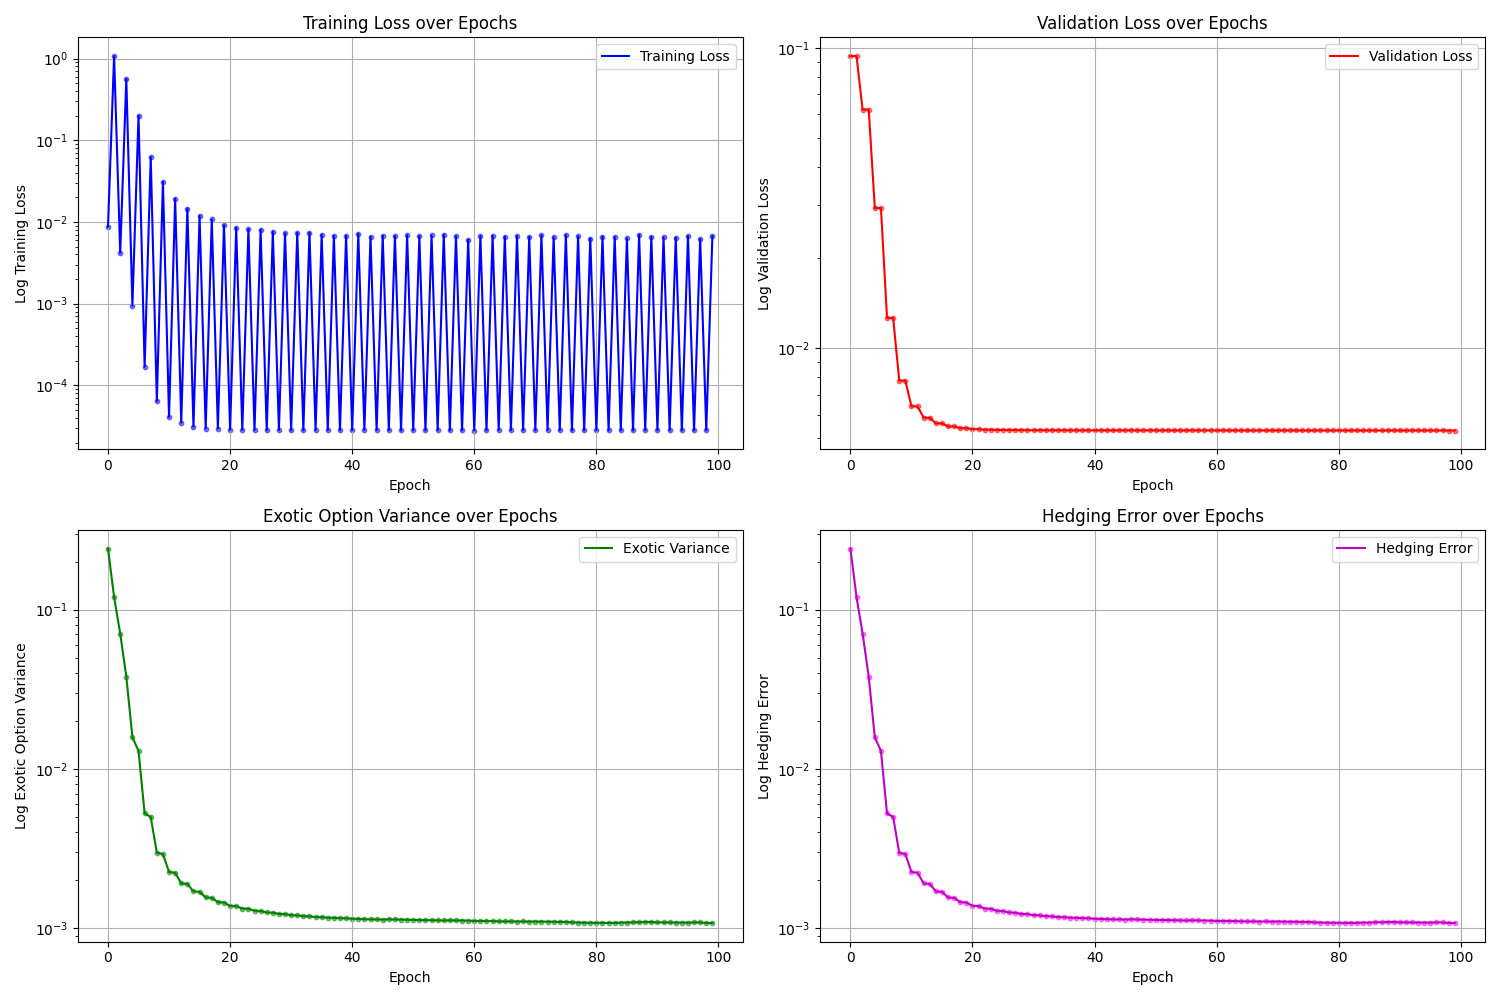 Training Loss over Epochs
Training Loss
Log Training Loss
10⁰
10⁻¹
10⁻²
10⁻³
10⁻⁴
0 20 40 60 80 100
Epoch
Validation Loss over Epochs
Validation Loss
Log Validation Loss
10⁻¹
10⁻²
0 20 40 60 80 100
Epoch
Exotic Option Variance over Epochs
Exotic Variance
Log Exotic Option Variance
10⁻¹
10⁻²
10⁻³
0 20 40 60 80 100
Epoch
Hedging Error over Epochs
Hedging Error
Log Hedging Error
10⁻¹
10⁻²
10⁻³
0 20 40 60 80 100
Epoch